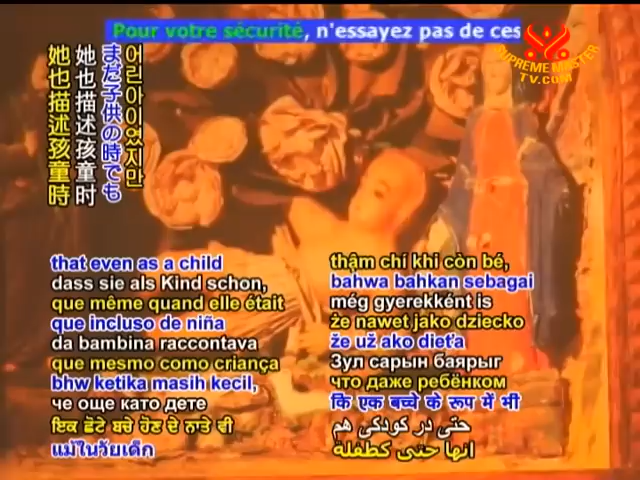 Pour votre sécurité, n'essayez pas de ces
SUPREME MASTER
TV.COM
어린아이였지만
まだ子供の時でも
她也描述孩童时
她也描述孩童時
that even as a child
dass sie als Kind schon,
que même quand elle était
que incluso de niña
da bambina raccontava
que mesmo como criança
bhw ketika masih kecil,
че още като дете
ਇਕ ਛੋਟੇ ਬਚੇ ਹੋਣ ਦੇ ਨਾਤੇ ਵੀ
แม้ในวัยเด็ก
thậm chí khi còn bé,
bahwa bahkan sebagai
még gyerekként is
że nawet jako dziecko
že už ako dieťa
Зул сарын баярыг
что даже ребёнком
कि एक बच्चे के रूप में भी
حتی در کودکی هم
انها حتى كطفلة